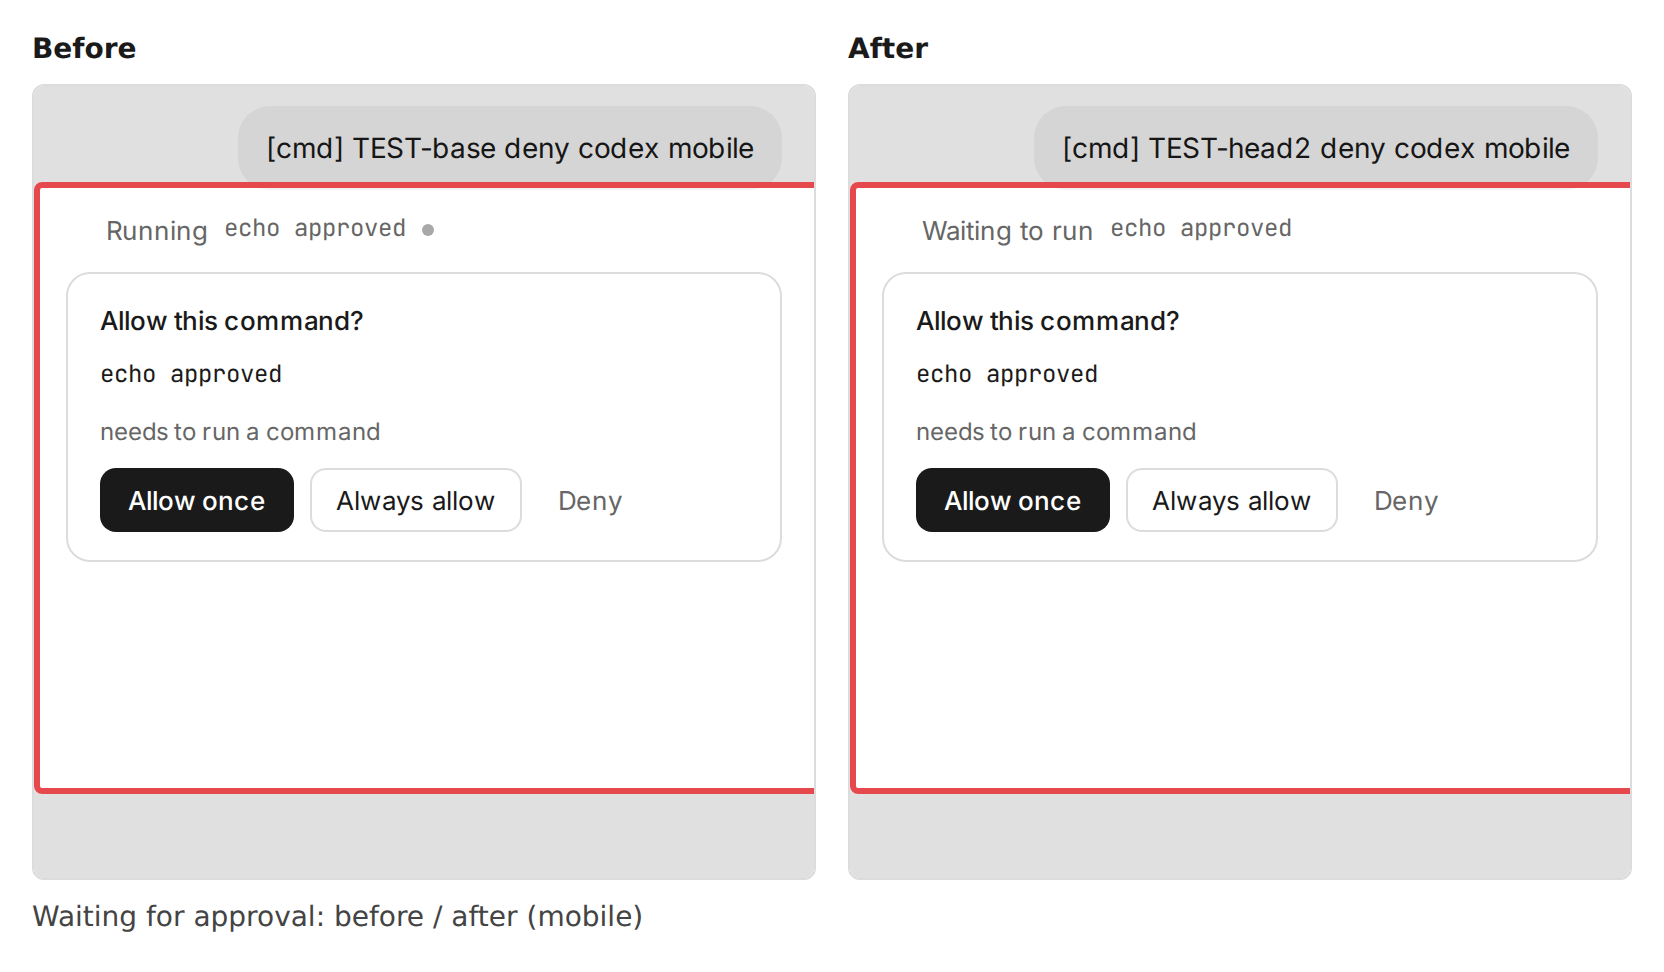 Before
[cmd] TEST-base deny codex mobile
Running echo approved
Allow this command?
echo approved
needs to run a command
Allow once Always allow Deny
After
[cmd] TEST-head2 deny codex mobile
Waiting to run echo approved
Allow this command?
echo approved
needs to run a command
Allow once Always allow Deny
Waiting for approval: before / after (mobile)